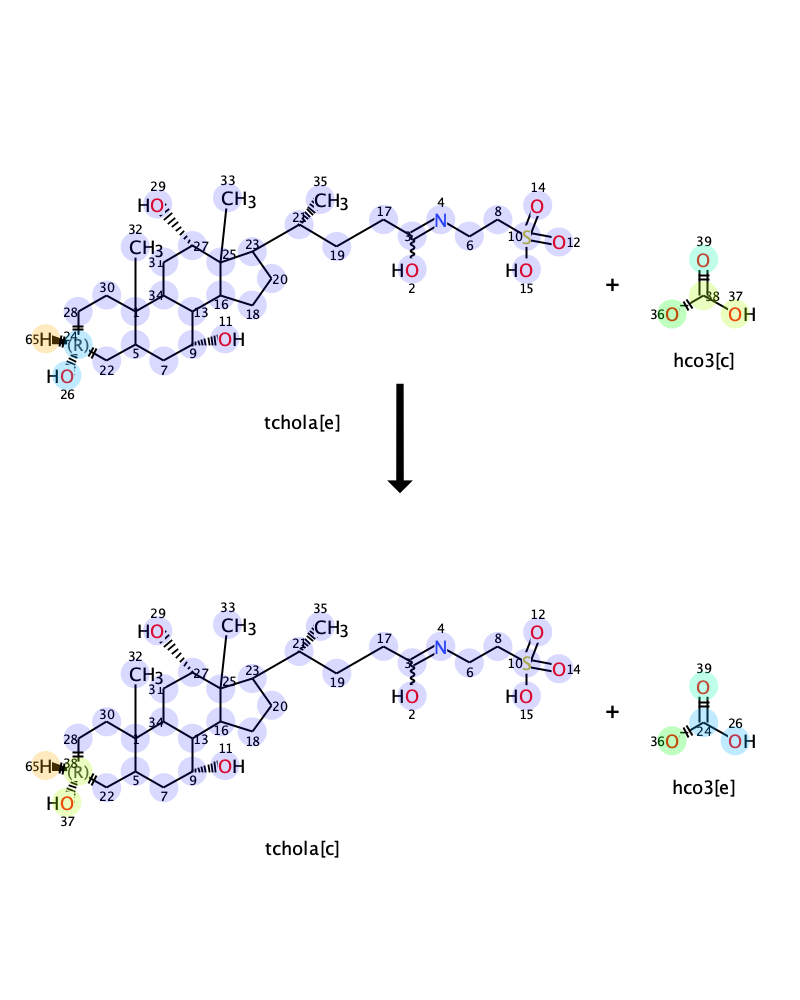 14
33
35
29
4
17
8
CH3
O
HO
CH3
N
21
10 S
O 12
39
32
27
3
6
O
CH3
25
23
19
HO
HO
+
31
20
2
15
30
34
38
37
28
1
13
16
18
36 O
OH
11
65 H
24
(R)
OH
hco3[c]
5
9
HO
22
7
26
tchola[e]
12
33
35
29
4
17
8
CH3
O
HO
CH3
N
21
10 S
O 14
39
32
27
3
6
O
CH3
25
23
19
HO
HO
+
31
20
2
15
30
34
26
28
1
13
16
18
24
36 O
OH
11
65 H
38
(R)
OH
hco3[e]
5
9
HO
22
7
37
tchola[c]